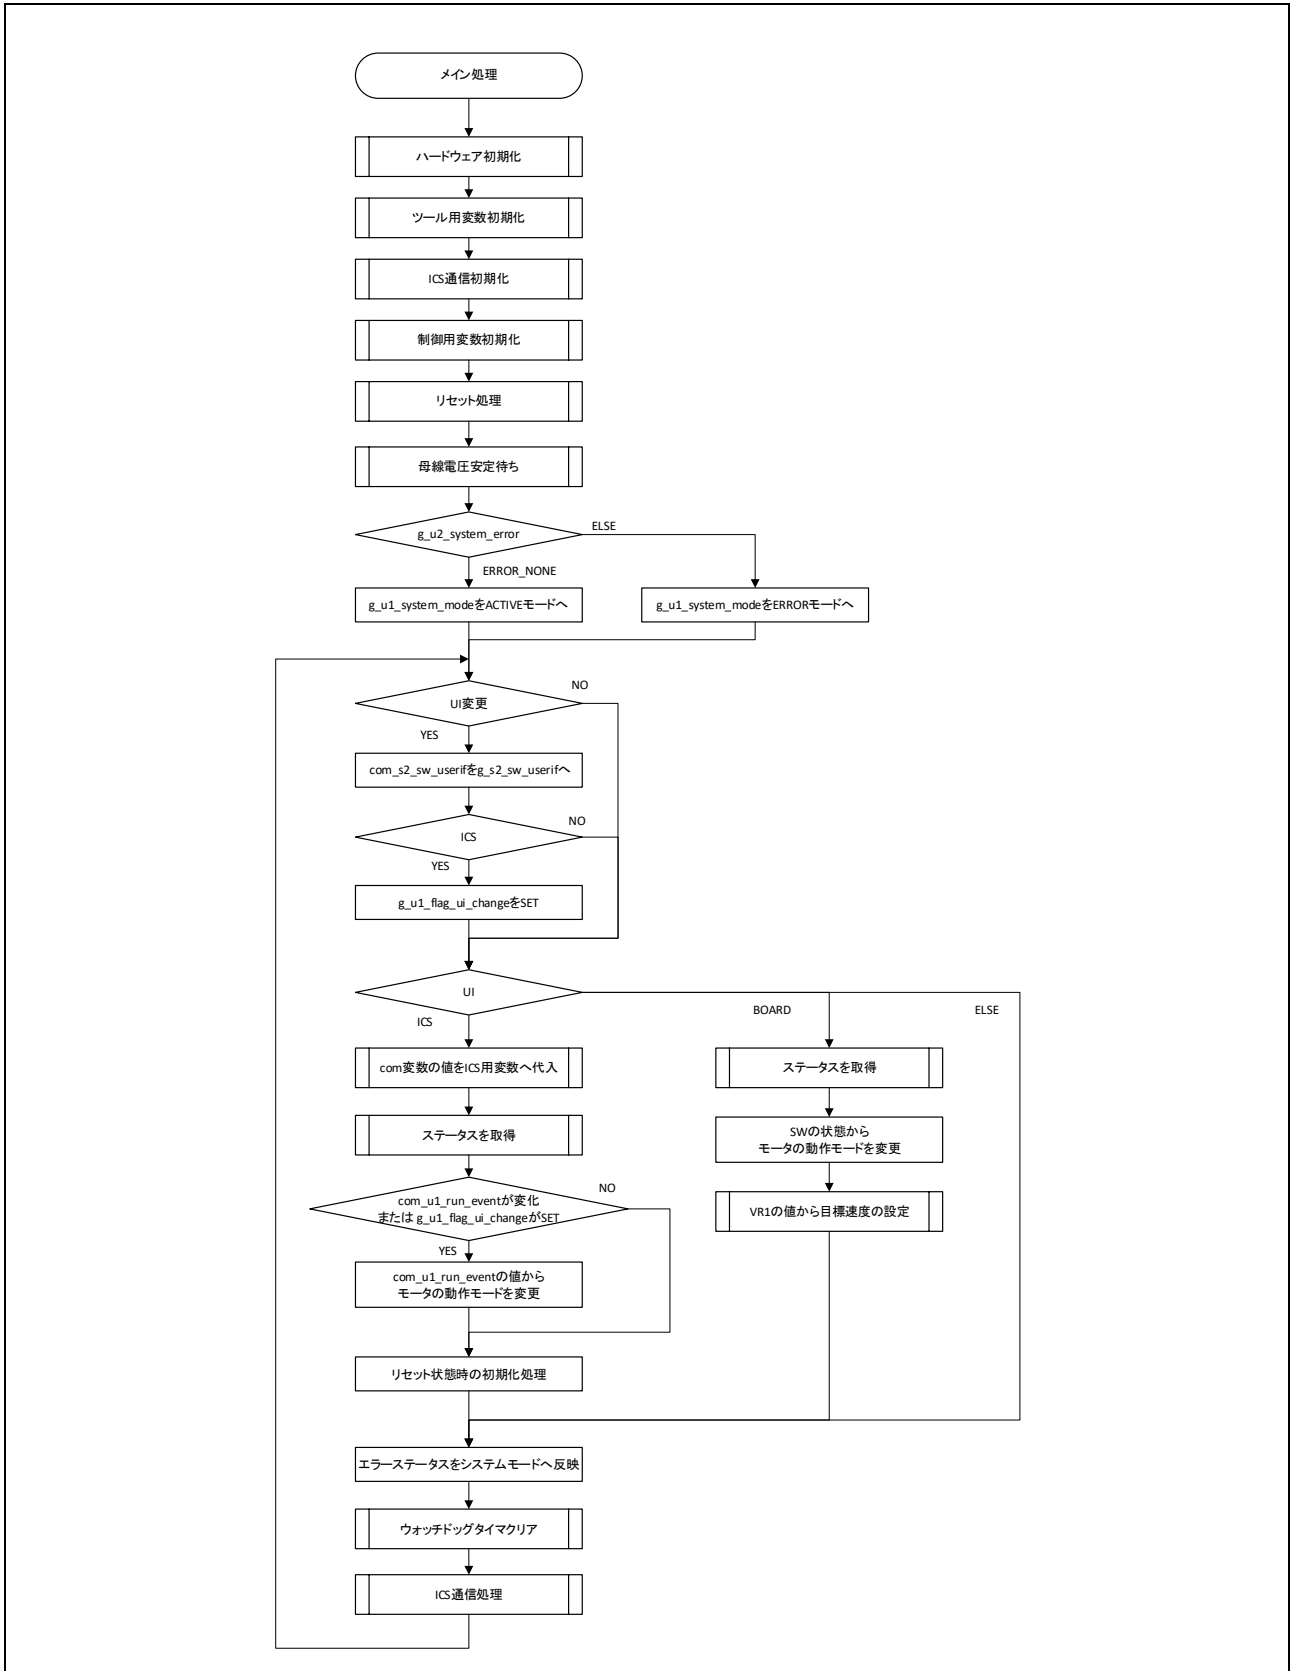 メイン処理
ハードウェア初期化
ツール用変数初期化
ICS通信初期化
制御用変数初期化
リセット処理
母線電圧安定待ち
g_u2_system_error
ELSE
ERROR_NONE
g_u1_system_modeをACTIVEモードへ
g_u1_system_modeをERRORモードへ
UI変更
NO
YES
com_s2_sw_userifをg_s2_sw_userifへ
ICS
NO
YES
g_u1_flag_ui_changeをSET
UI
ICS
BOARD
ELSE
com変数の値をICS用変数へ代入
ステータスを取得
ステータスを取得
SWの状態から
モータの動作モードを変更
com_u1_run_eventが変化
または g_u1_flag_ui_changeがSET
NO
VR1の値から目標速度の設定
YES
com_u1_run_eventの値から
モータの動作モードを変更
リセット状態時の初期化処理
エラーステータスをシステムモードへ反映
ウォッチドッグタイマクリア
ICS通信処理